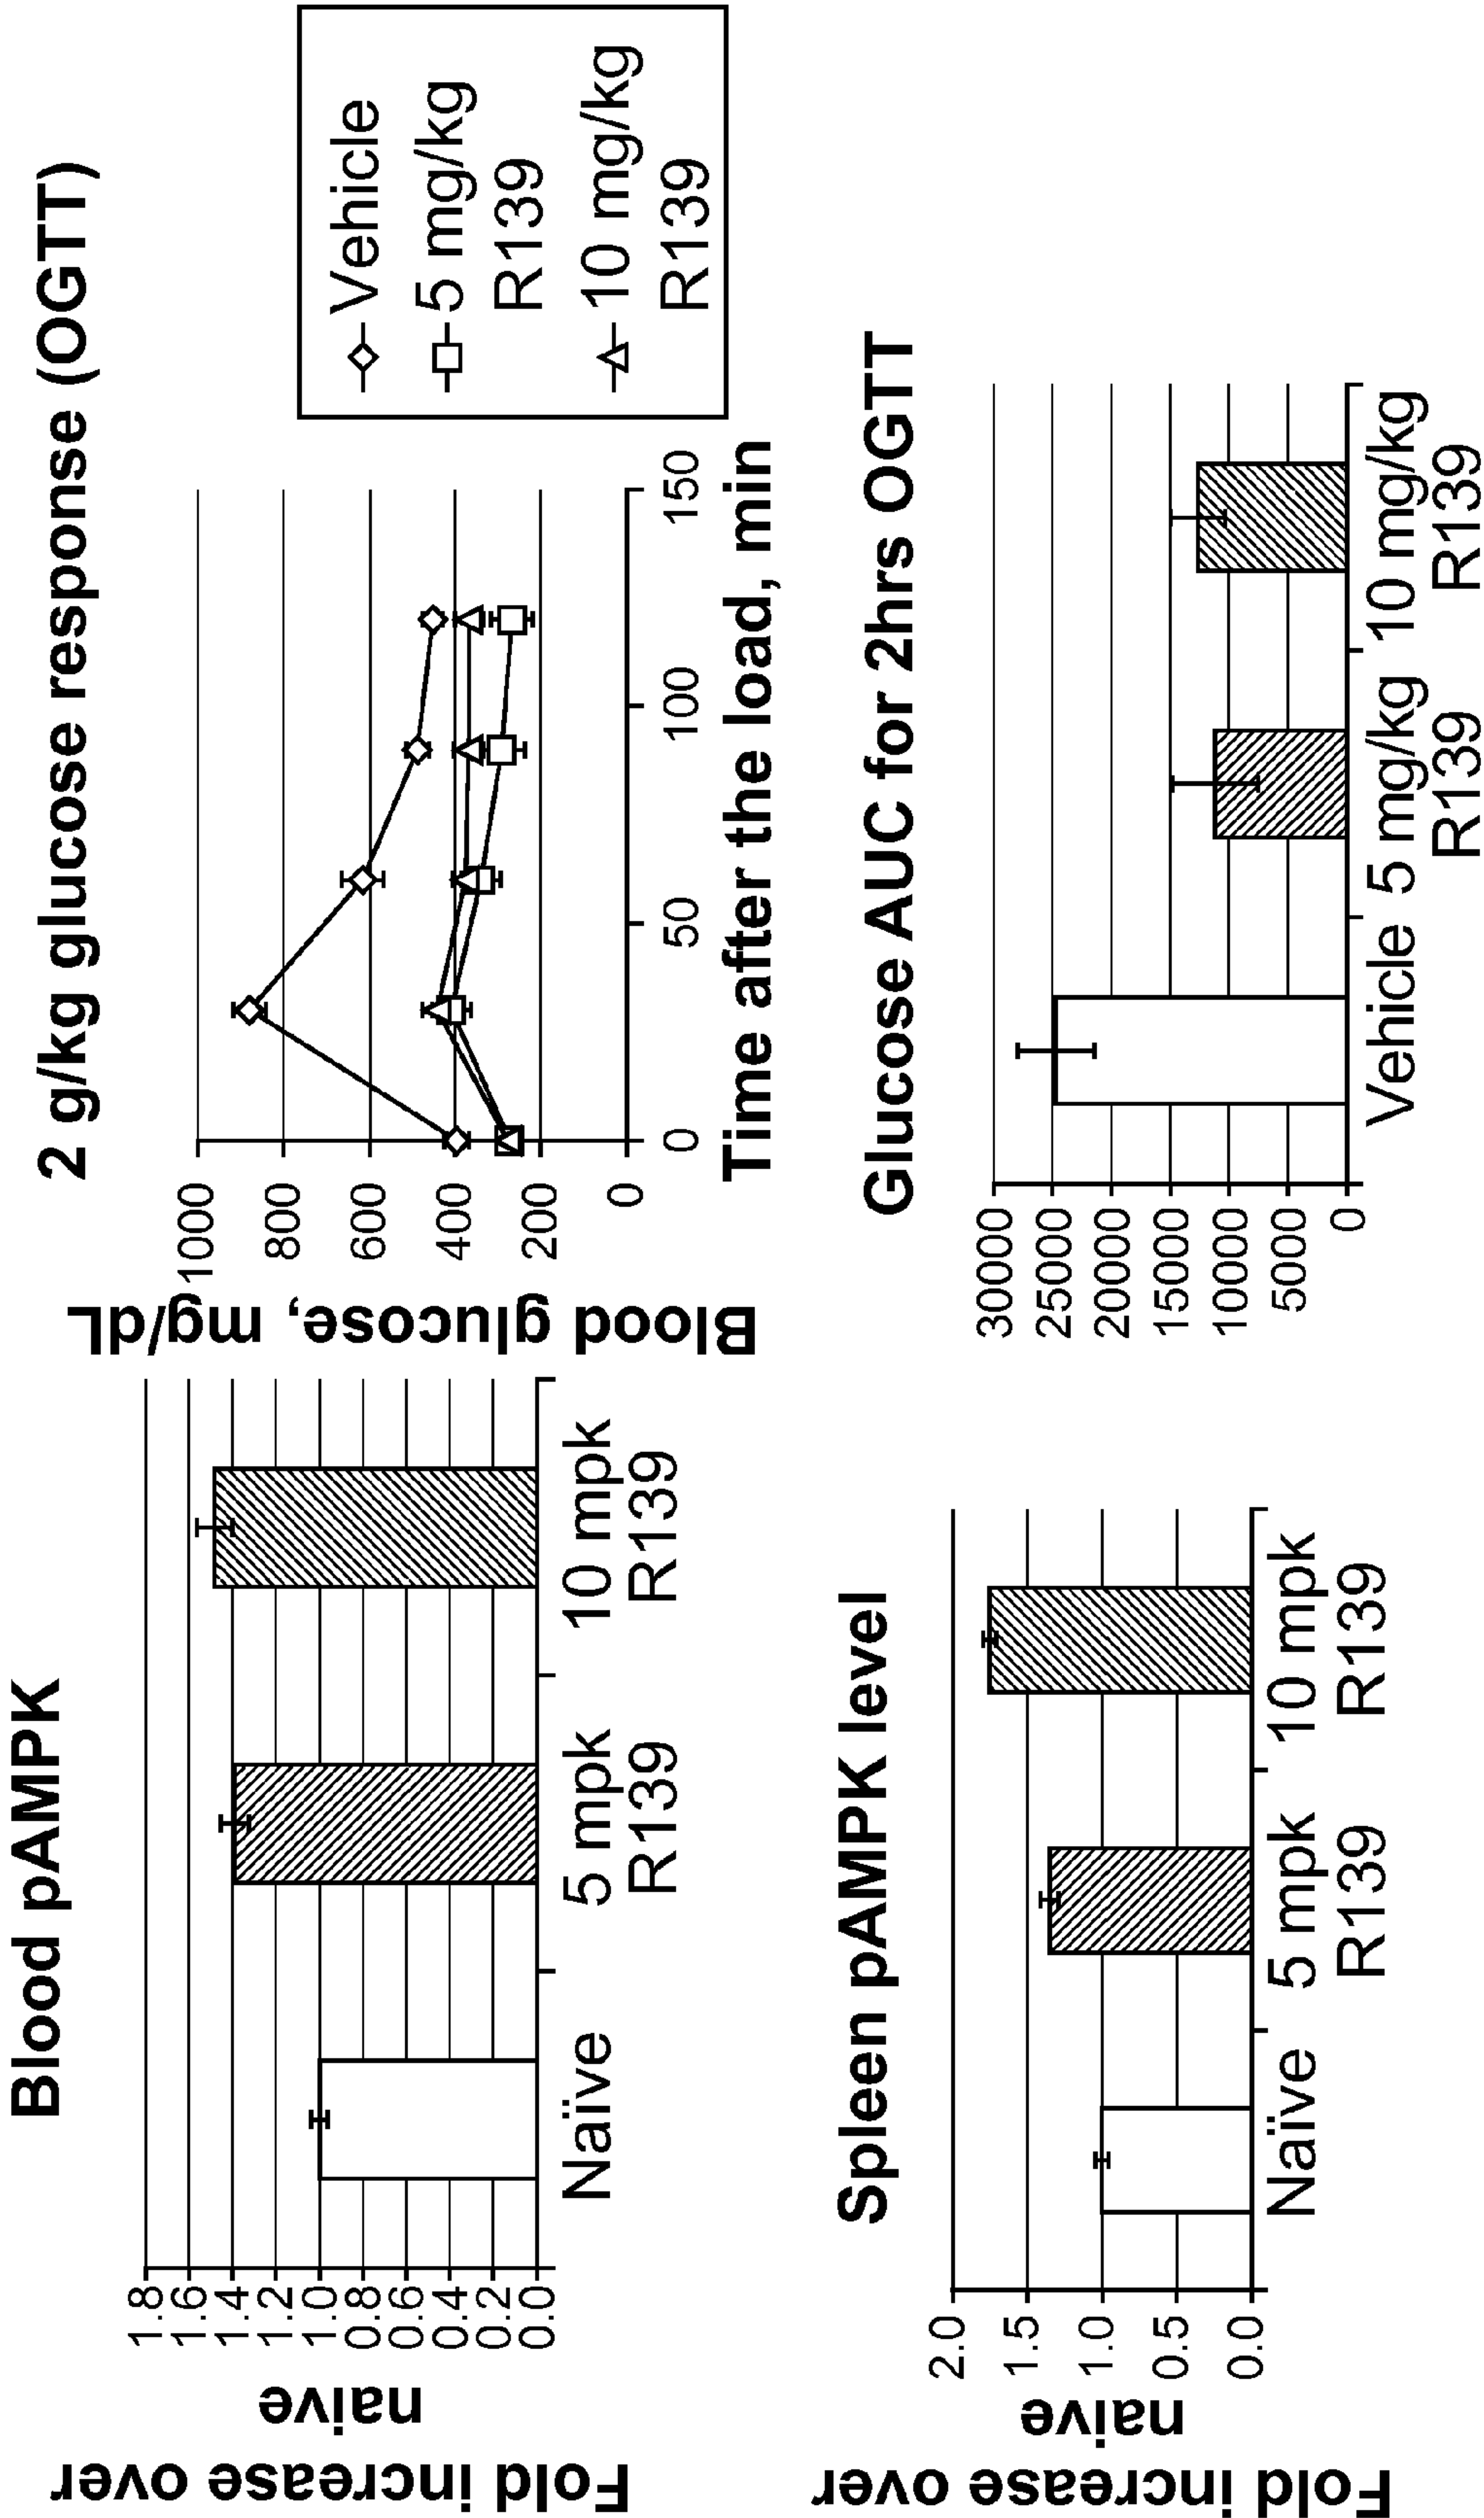 Blood pAMPK
Fold increase over
naive
1.8
1.6
1.4
1.2
1.0
0.8
0.6
0.4
0.2
0.0
Naïve
5 mpk
R139
10 mpk
R139
2 g/kg glucose response (OGTT)
Blood glucose, mg/dL
1000
800
600
400
200
0
0
50
100
150
Time after the load, min
Vehicle
5 mg/kg
R139
10 mg/kg
R139
Spleen pAMPK level
Fold increase over
naive
2.0
1.5
1.0
0.5
0.0
Naïve
5 mpk
R139
10 mpk
R139
Glucose AUC for 2hrs OGTT
30000
25000
20000
15000
10000
5000
0
Vehicle
5 mg/kg
R139
10 mg/kg
R139